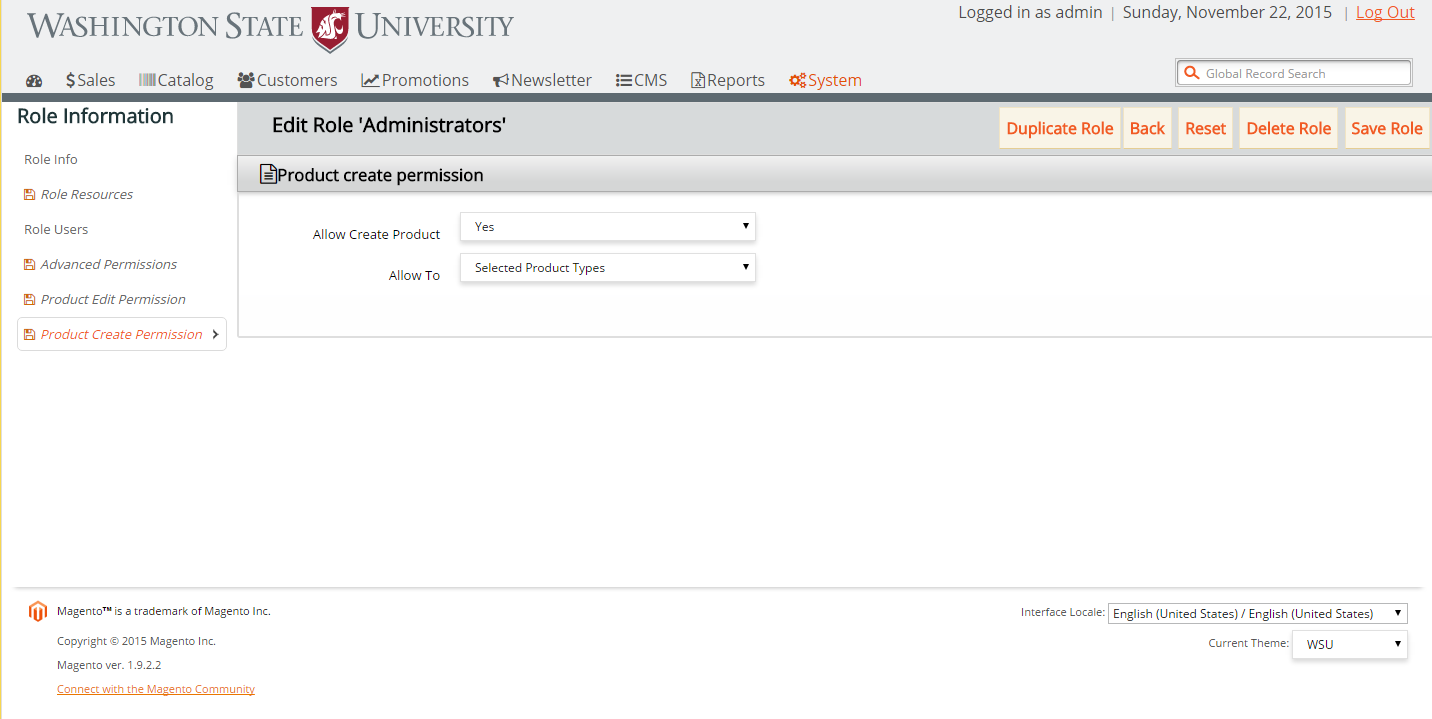 WASHINGTON STATE UNIVERSITY
Logged in as admin | Sunday, November 22, 2015 | Log Out
$Sales Catalog Customers Promotions Newsletter CMS Reports System
Global Record Search
Role Information
Role Info
Role Resources
Role Users
Advanced Permissions
Product Edit Permission
Product Create Permission
Edit Role 'Administrators'
Duplicate Role Back Reset Delete Role Save Role
Product create permission
Allow Create Product Yes
Allow To Selected Product Types
Magento™ is a trademark of Magento Inc.
Copyright © 2015 Magento Inc.
Magento ver. 1.9.2.2
Connect with the Magento Community
Interface Locale: English (United States) / English (United States)
Current Theme: WSU